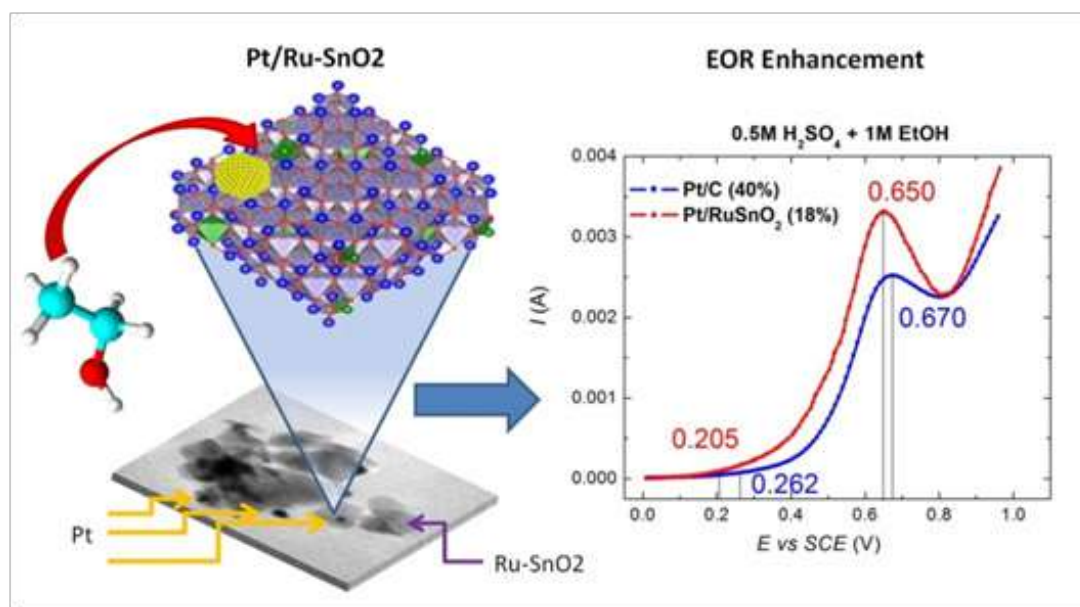 Pt/Ru-SnO2
Pt
Ru-SnO2
EOR Enhancement
0.5M H₂SO₄ + 1M EtOH
Pt/C (40%)
Pt/RuSnO₂ (18%)
0.650
0.670
0.205
0.262
I (A)
0.004
0.003
0.002
0.001
0.000
0.0 0.2 0.4 0.6 0.8 1.0
E vs SCE (V)